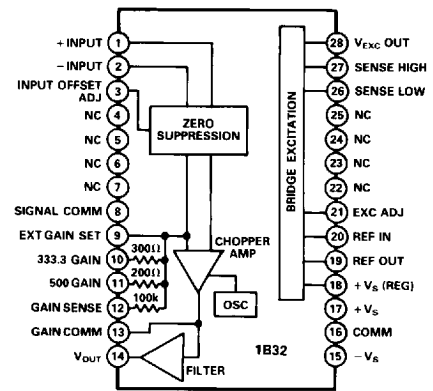 + INPUT 1
− INPUT 2
INPUT OFFSET
ADJ 3
NC 4
NC 5
NC 6
NC 7
SIGNAL COMM 8
EXT GAIN SET 9
333.3 GAIN 10
500 GAIN 11
GAIN SENSE 12
GAIN COMM 13
VOUT 14
ZERO
SUPPRESSION
300Ω
200Ω
100k
CHOPPER
AMP
OSC
FILTER
1B32
BRIDGE EXCITATION
28 VEXC OUT
27 SENSE HIGH
26 SENSE LOW
25 NC
24 NC
23 NC
22 NC
21 EXC ADJ
20 REF IN
19 REF OUT
18 + VS (REG)
17 + VS
16 COMM
15 − VS